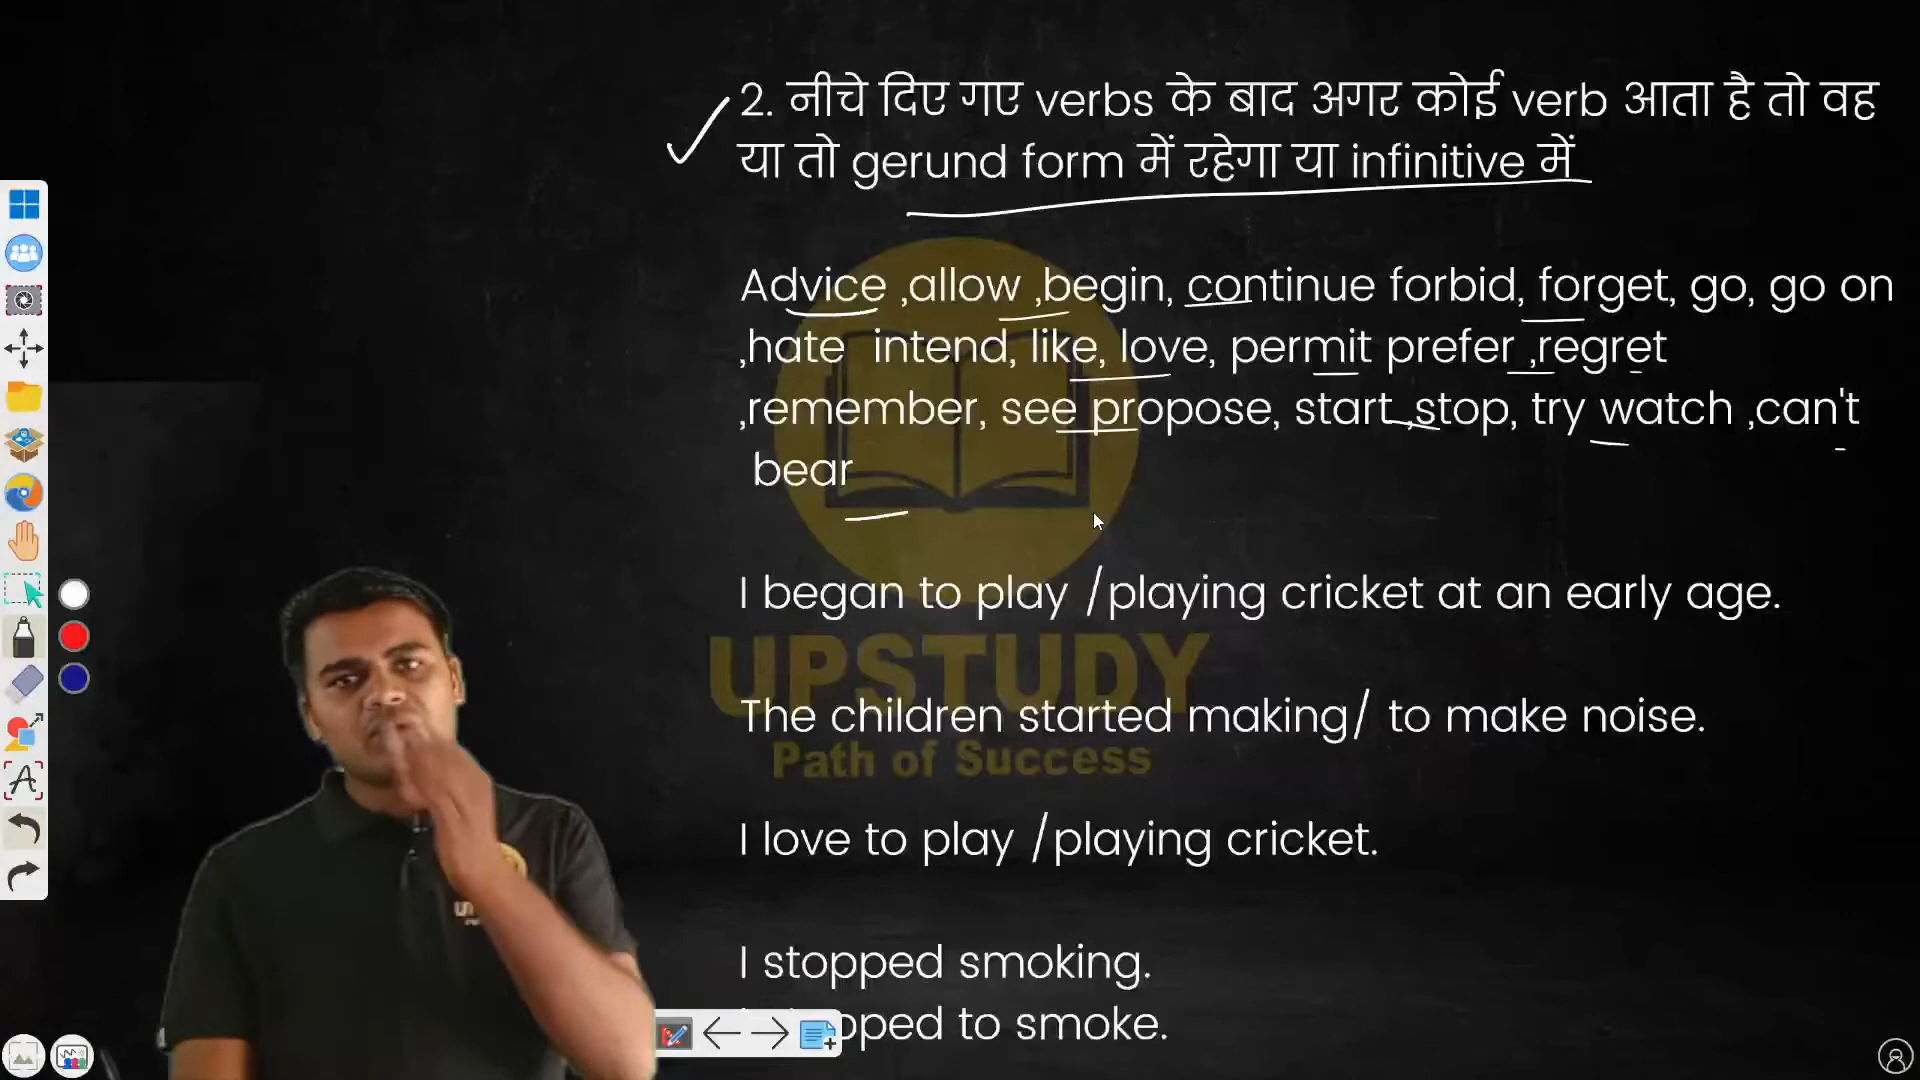 2. नीचे दिए गए verbs के बाद अगर कोई verb आता है तो वह
या तो gerund form में रहेगा या infinitive में
Advice ,allow ,begin, continue forbid, forget, go, go on
,hate intend, like, love, permit prefer ,regret
,remember, see propose, start ,stop, try watch ,can't
bear
I began to play /playing cricket at an early age.
UPSTUDY
The children started making/ to make noise.
Path of Success
I love to play /playing cricket.
I stopped smoking.
opped to smoke.